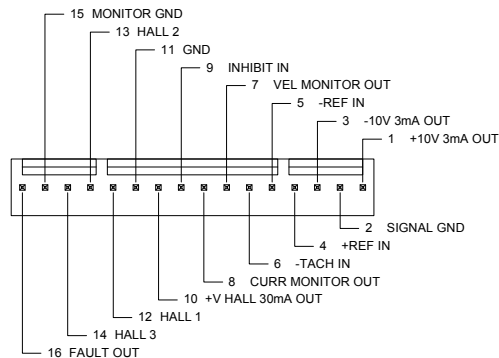 15 MONITOR GND
13 HALL 2
11 GND
9 INHIBIT IN
7 VEL MONITOR OUT
5 -REF IN
3 -10V 3mA OUT
1 +10V 3mA OUT
2 SIGNAL GND
4 +REF IN
6 -TACH IN
8 CURR MONITOR OUT
10 +V HALL 30mA OUT
12 HALL 1
14 HALL 3
16 FAULT OUT